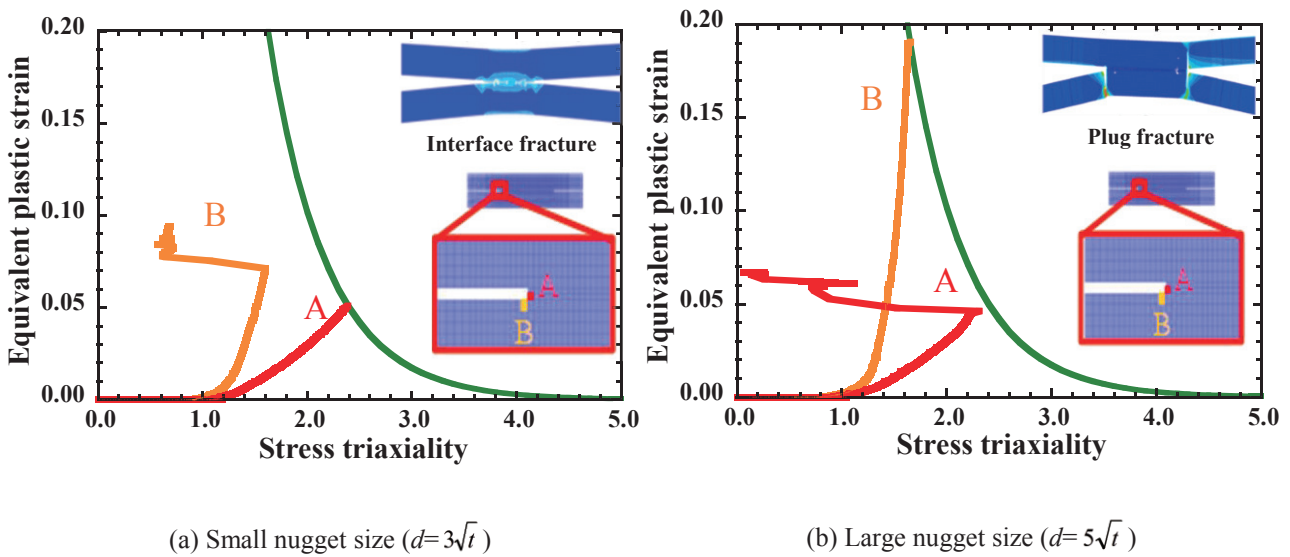 0.20
0.15
0.10
0.05
0.00
Equivalent plastic strain
0.0 1.0 2.0 3.0 4.0 5.0
Stress triaxiality
B
A
Interface fracture
A
B
(a) Small nugget size (d= 3√t )
0.20
0.15
0.10
0.05
0.00
Equivalent plastic strain
0.0 1.0 2.0 3.0 4.0 5.0
Stress triaxiality
B
A
Plug fracture
A
B
(b) Large nugget size (d= 5√t )